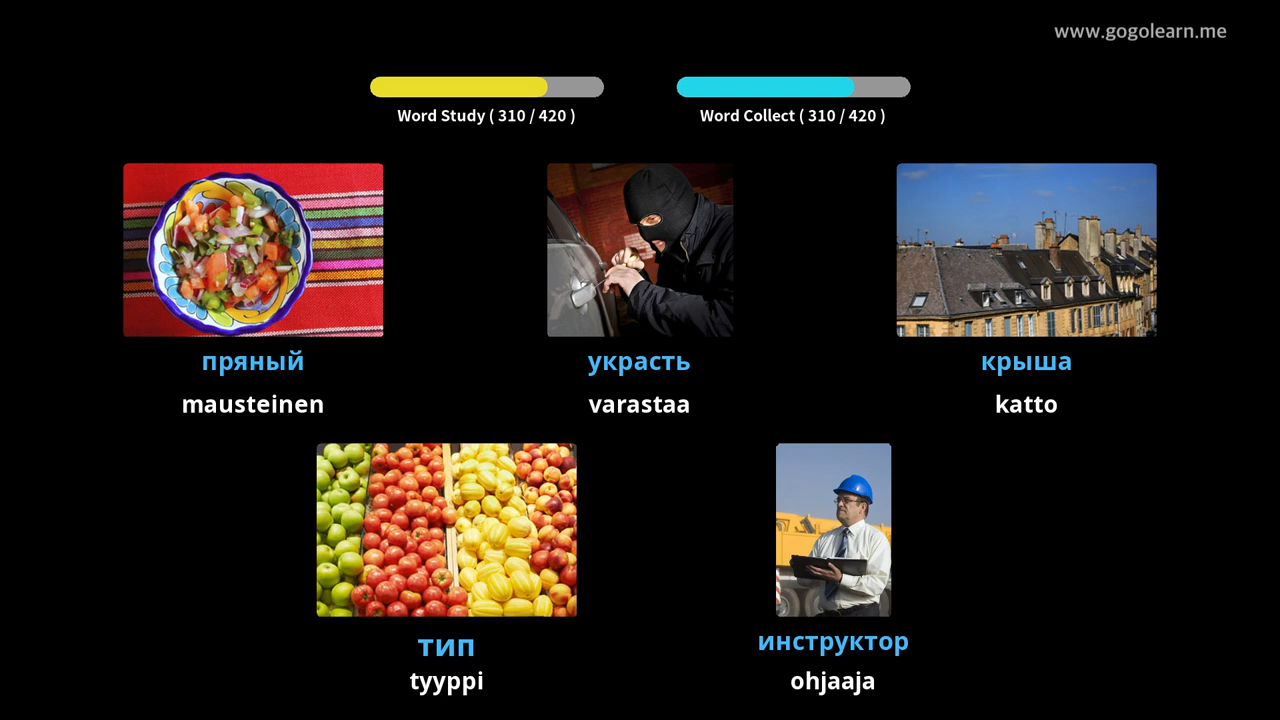 www.gogolearn.me
Word Study ( 310 / 420 )
Word Collect ( 310 / 420 )
пряный
mausteinen
украсть
varastaa
крыша
katto
тип
tyyppi
инструктор
ohjaaja